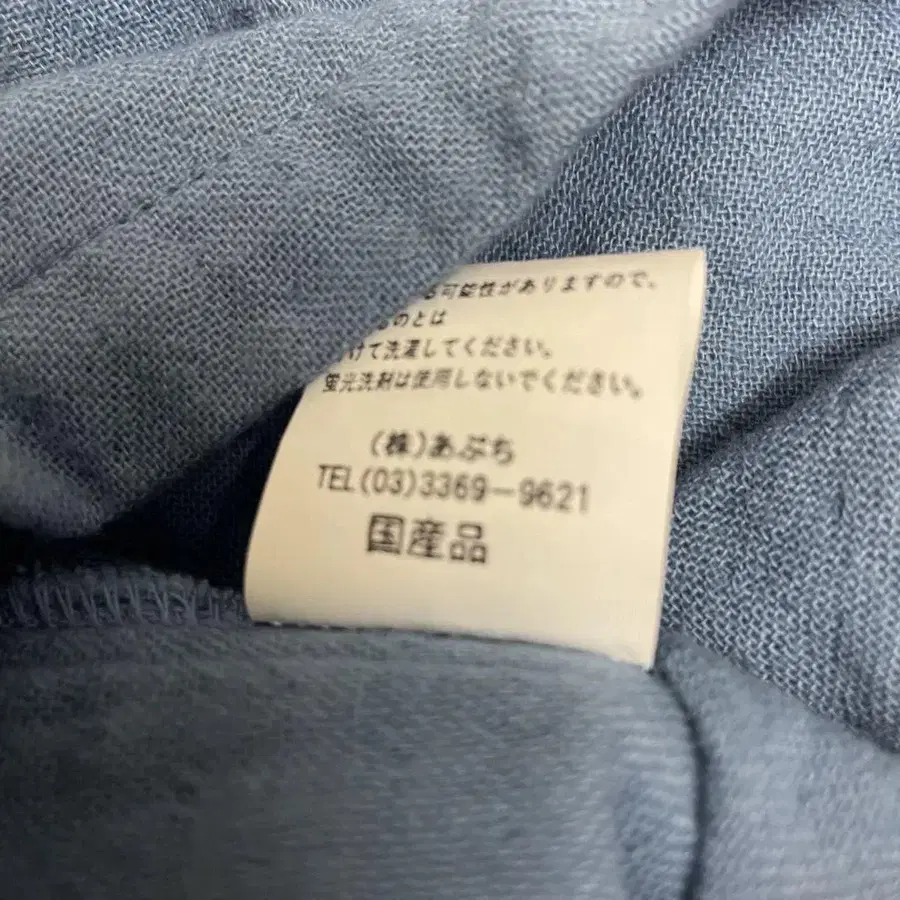 る可能性がありますので、
ものとは
けて洗濯してください。
蛍光洗剤は使用しないでください。
(株)あぷち
TEL(03)3369-9621
国産品